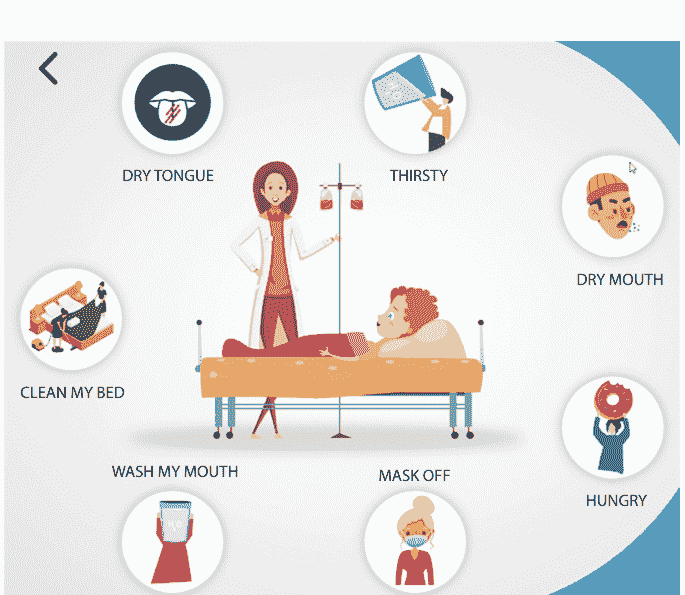 DRY TONGUE
THIRSTY
DRY MOUTH
CLEAN MY BED
WASH MY MOUTH
MASK OFF
HUNGRY